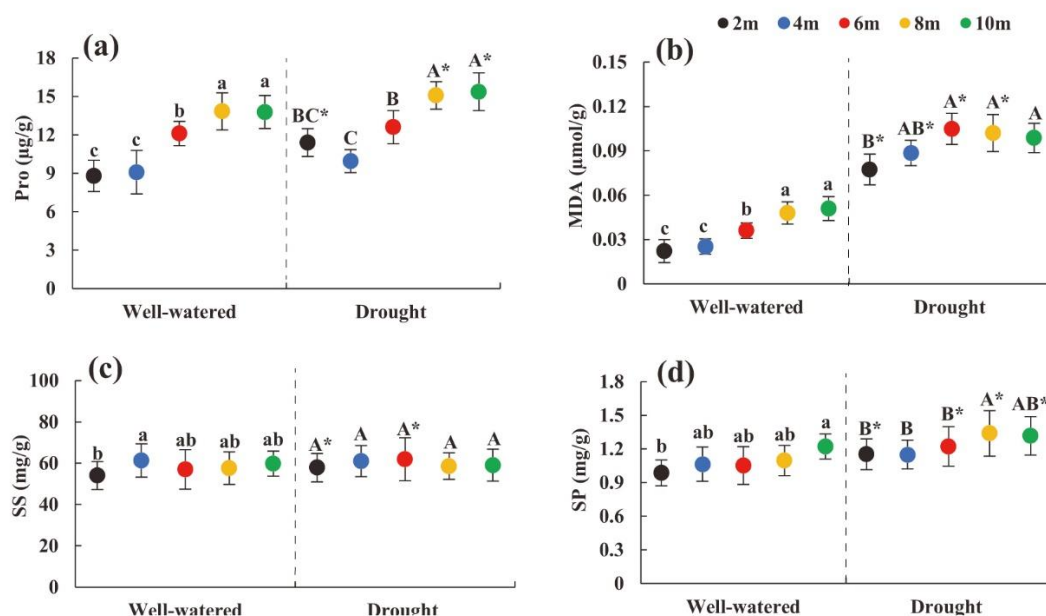 2m 4m 6m 8m 10m
(a)
18
15
12
9
6
3
0
Pro (μg/g)
c c b a a BC* C B A* A*
Well-watered Drought
(b)
0.15
0.12
0.09
0.06
0.03
0
MDA (μmol/g)
c c b a a B* AB* A* A* A
Well-watered Drought
(c)
100
80
60
40
20
0
SS (mg/g)
b a ab ab ab A* A A* A A
Well-watered Drought
(d)
1.8
1.5
1.2
0.9
0.6
0.3
0
SP (mg/g)
b ab ab ab a B* B B* A* AB*
Well-watered Drought